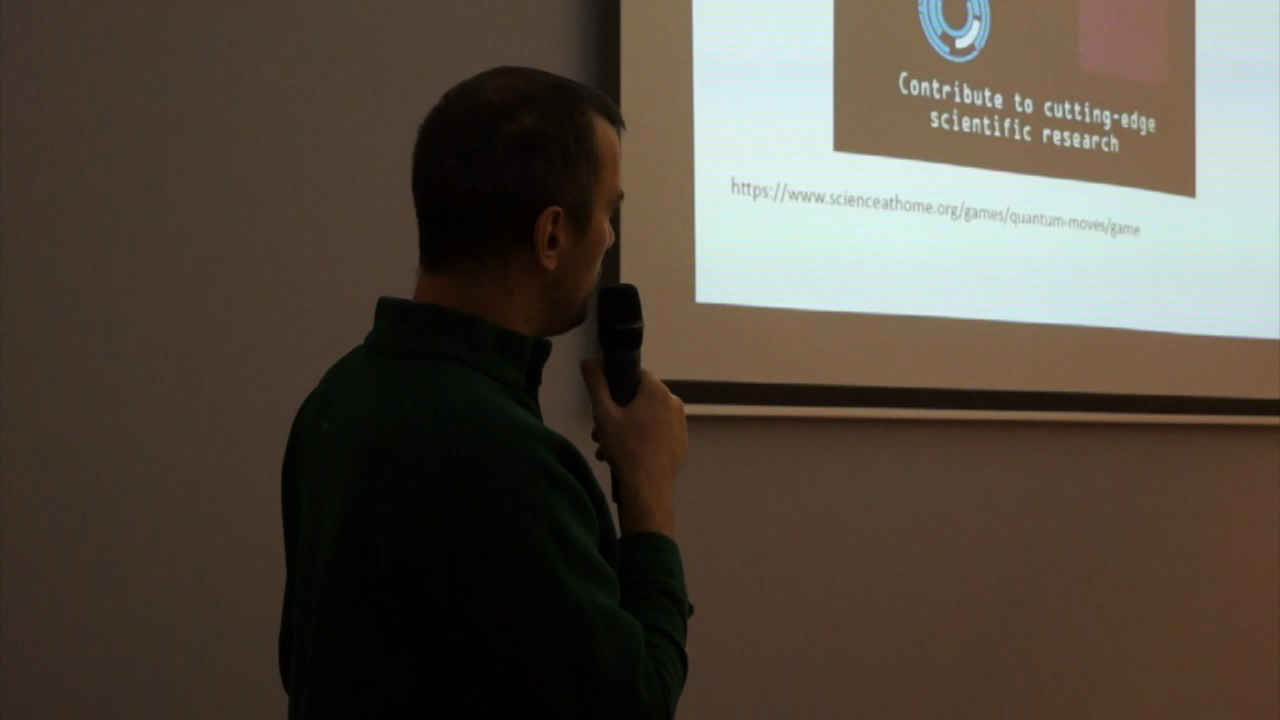 Contribute to cutting-edge
scientific research
https://www.scienceathome.org/games/quantum-moves/game